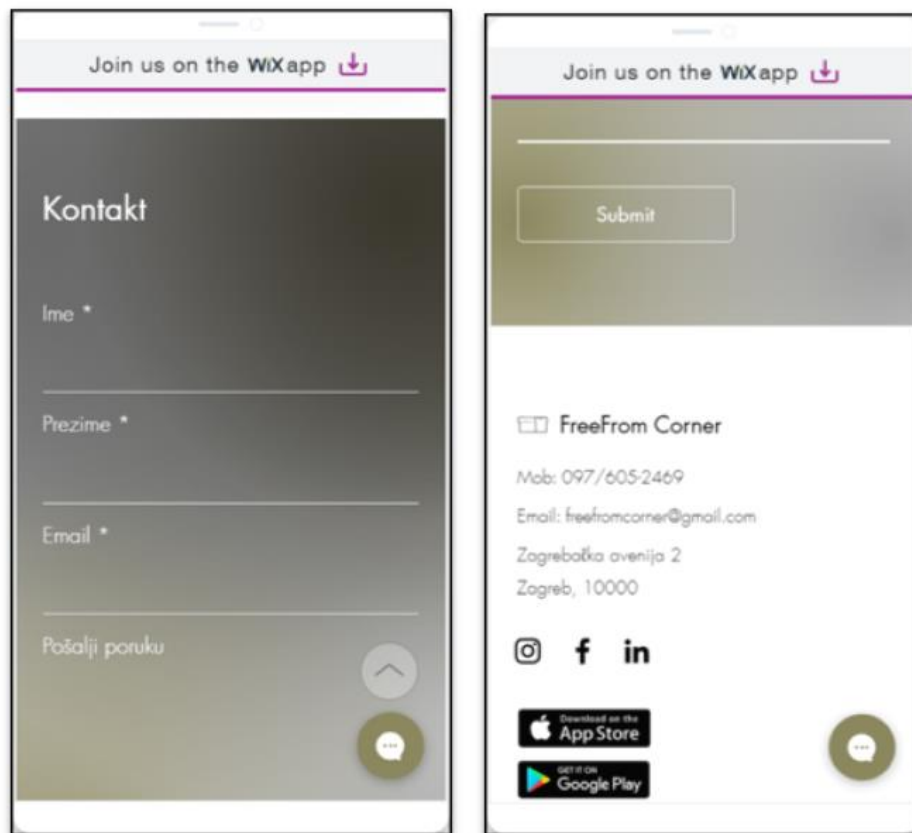 Join us on the WiX app
Kontakt
Ime *
Prezime *
Email *
Pošalji poruku
Join us on the WiX app
Submit
FreeFrom Corner
Mob: 097/605-2469
Email: freefromcorner@gmail.com
Zagrebačka avenija 2
Zagreb, 10000
Download on the
App Store
GET IT ON
Google Play